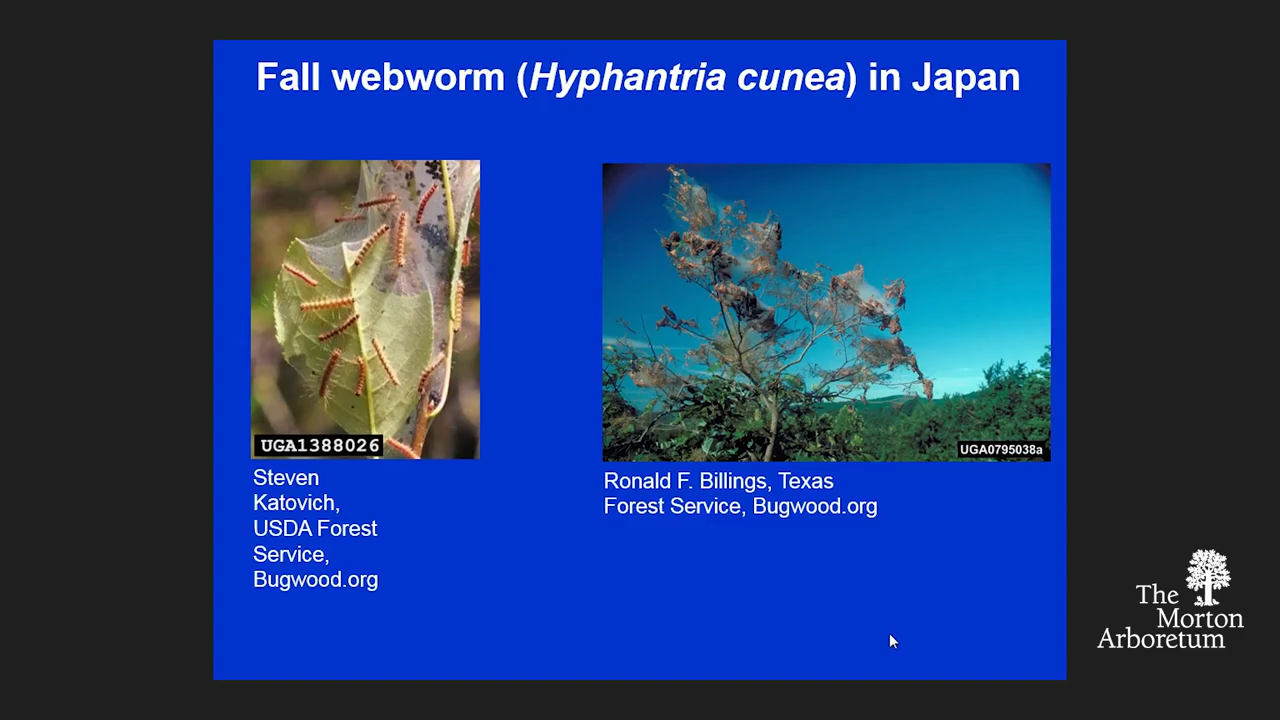 Fall webworm (Hyphantria cunea) in Japan
UGA1388026
Steven
Katovich,
USDA Forest
Service,
Bugwood.org
UGA0795038a
Ronald F. Billings, Texas
Forest Service, Bugwood.org
The
Morton
Arboretum